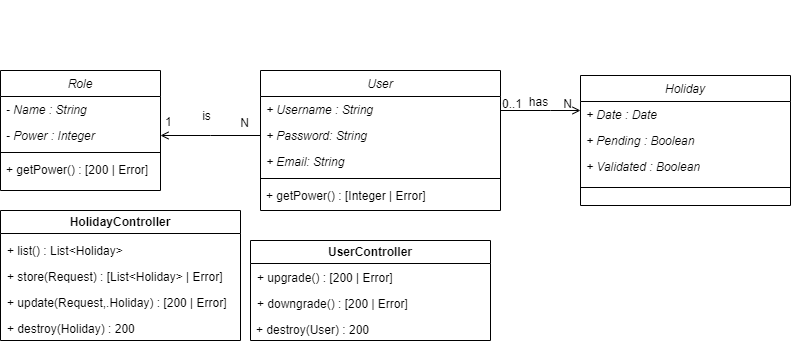 Role
- Name : String
- Power : Integer
+ getPower() : [200 | Error]
1
is
N
User
+ Username : String
+ Password: String
+ Email: String
+ getPower() : [Integer | Error]
0..1
has
N
Holiday
+ Date : Date
+ Pending : Boolean
+ Validated : Boolean
HolidayController
+ list() : List<Holiday>
+ store(Request) : [List<Holiday> | Error]
+ update(Request,.Holiday) : [200 | Error]
+ destroy(Holiday) : 200
UserController
+ upgrade() : [200 | Error]
+ downgrade() : [200 | Error]
+ destroy(User) : 200